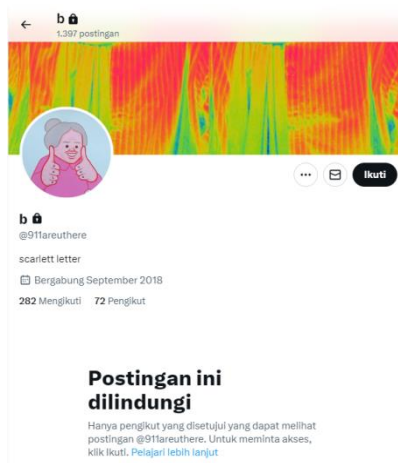 b
1.397 postingan
Ikuti
b
@911areuthere
scarlett letter
Bergabung September 2018
282 Mengikuti 72 Pengikut
Postingan ini
dilindungi
Hanya pengikut yang disetujui yang dapat melihat
postingan @911areuthere. Untuk meminta akses,
klik Ikuti. Pelajari lebih lanjut